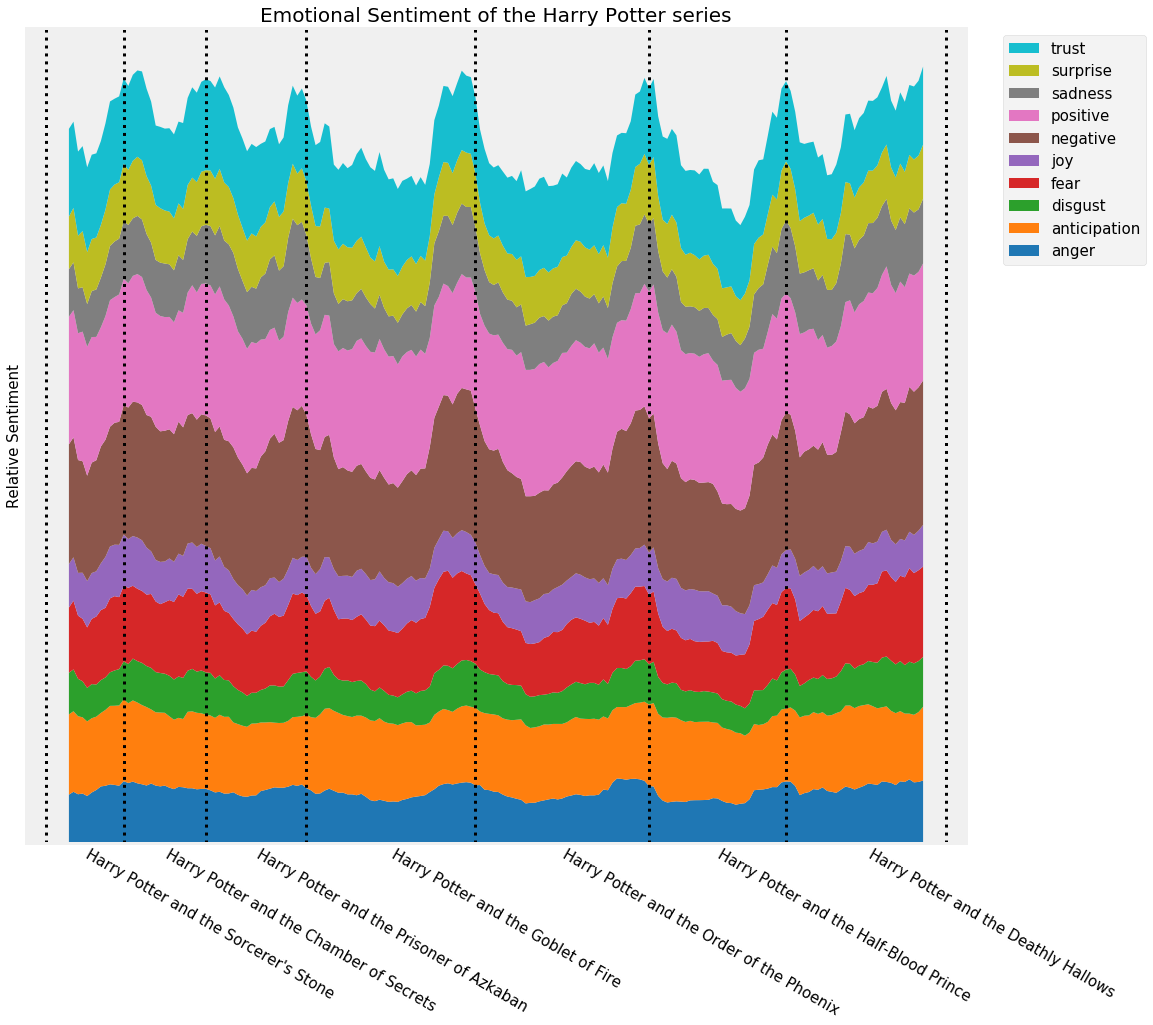 Emotional Sentiment of the Harry Potter series
trust
surprise
sadness
positive
negative
joy
fear
disgust
anticipation
anger
Relative Sentiment
Harry Potter and the Sorcerer's Stone
Harry Potter and the Chamber of Secrets
Harry Potter and the Prisoner of Azkaban
Harry Potter and the Goblet of Fire
Harry Potter and the Order of the Phoenix
Harry Potter and the Half-Blood Prince
Harry Potter and the Deathly Hallows